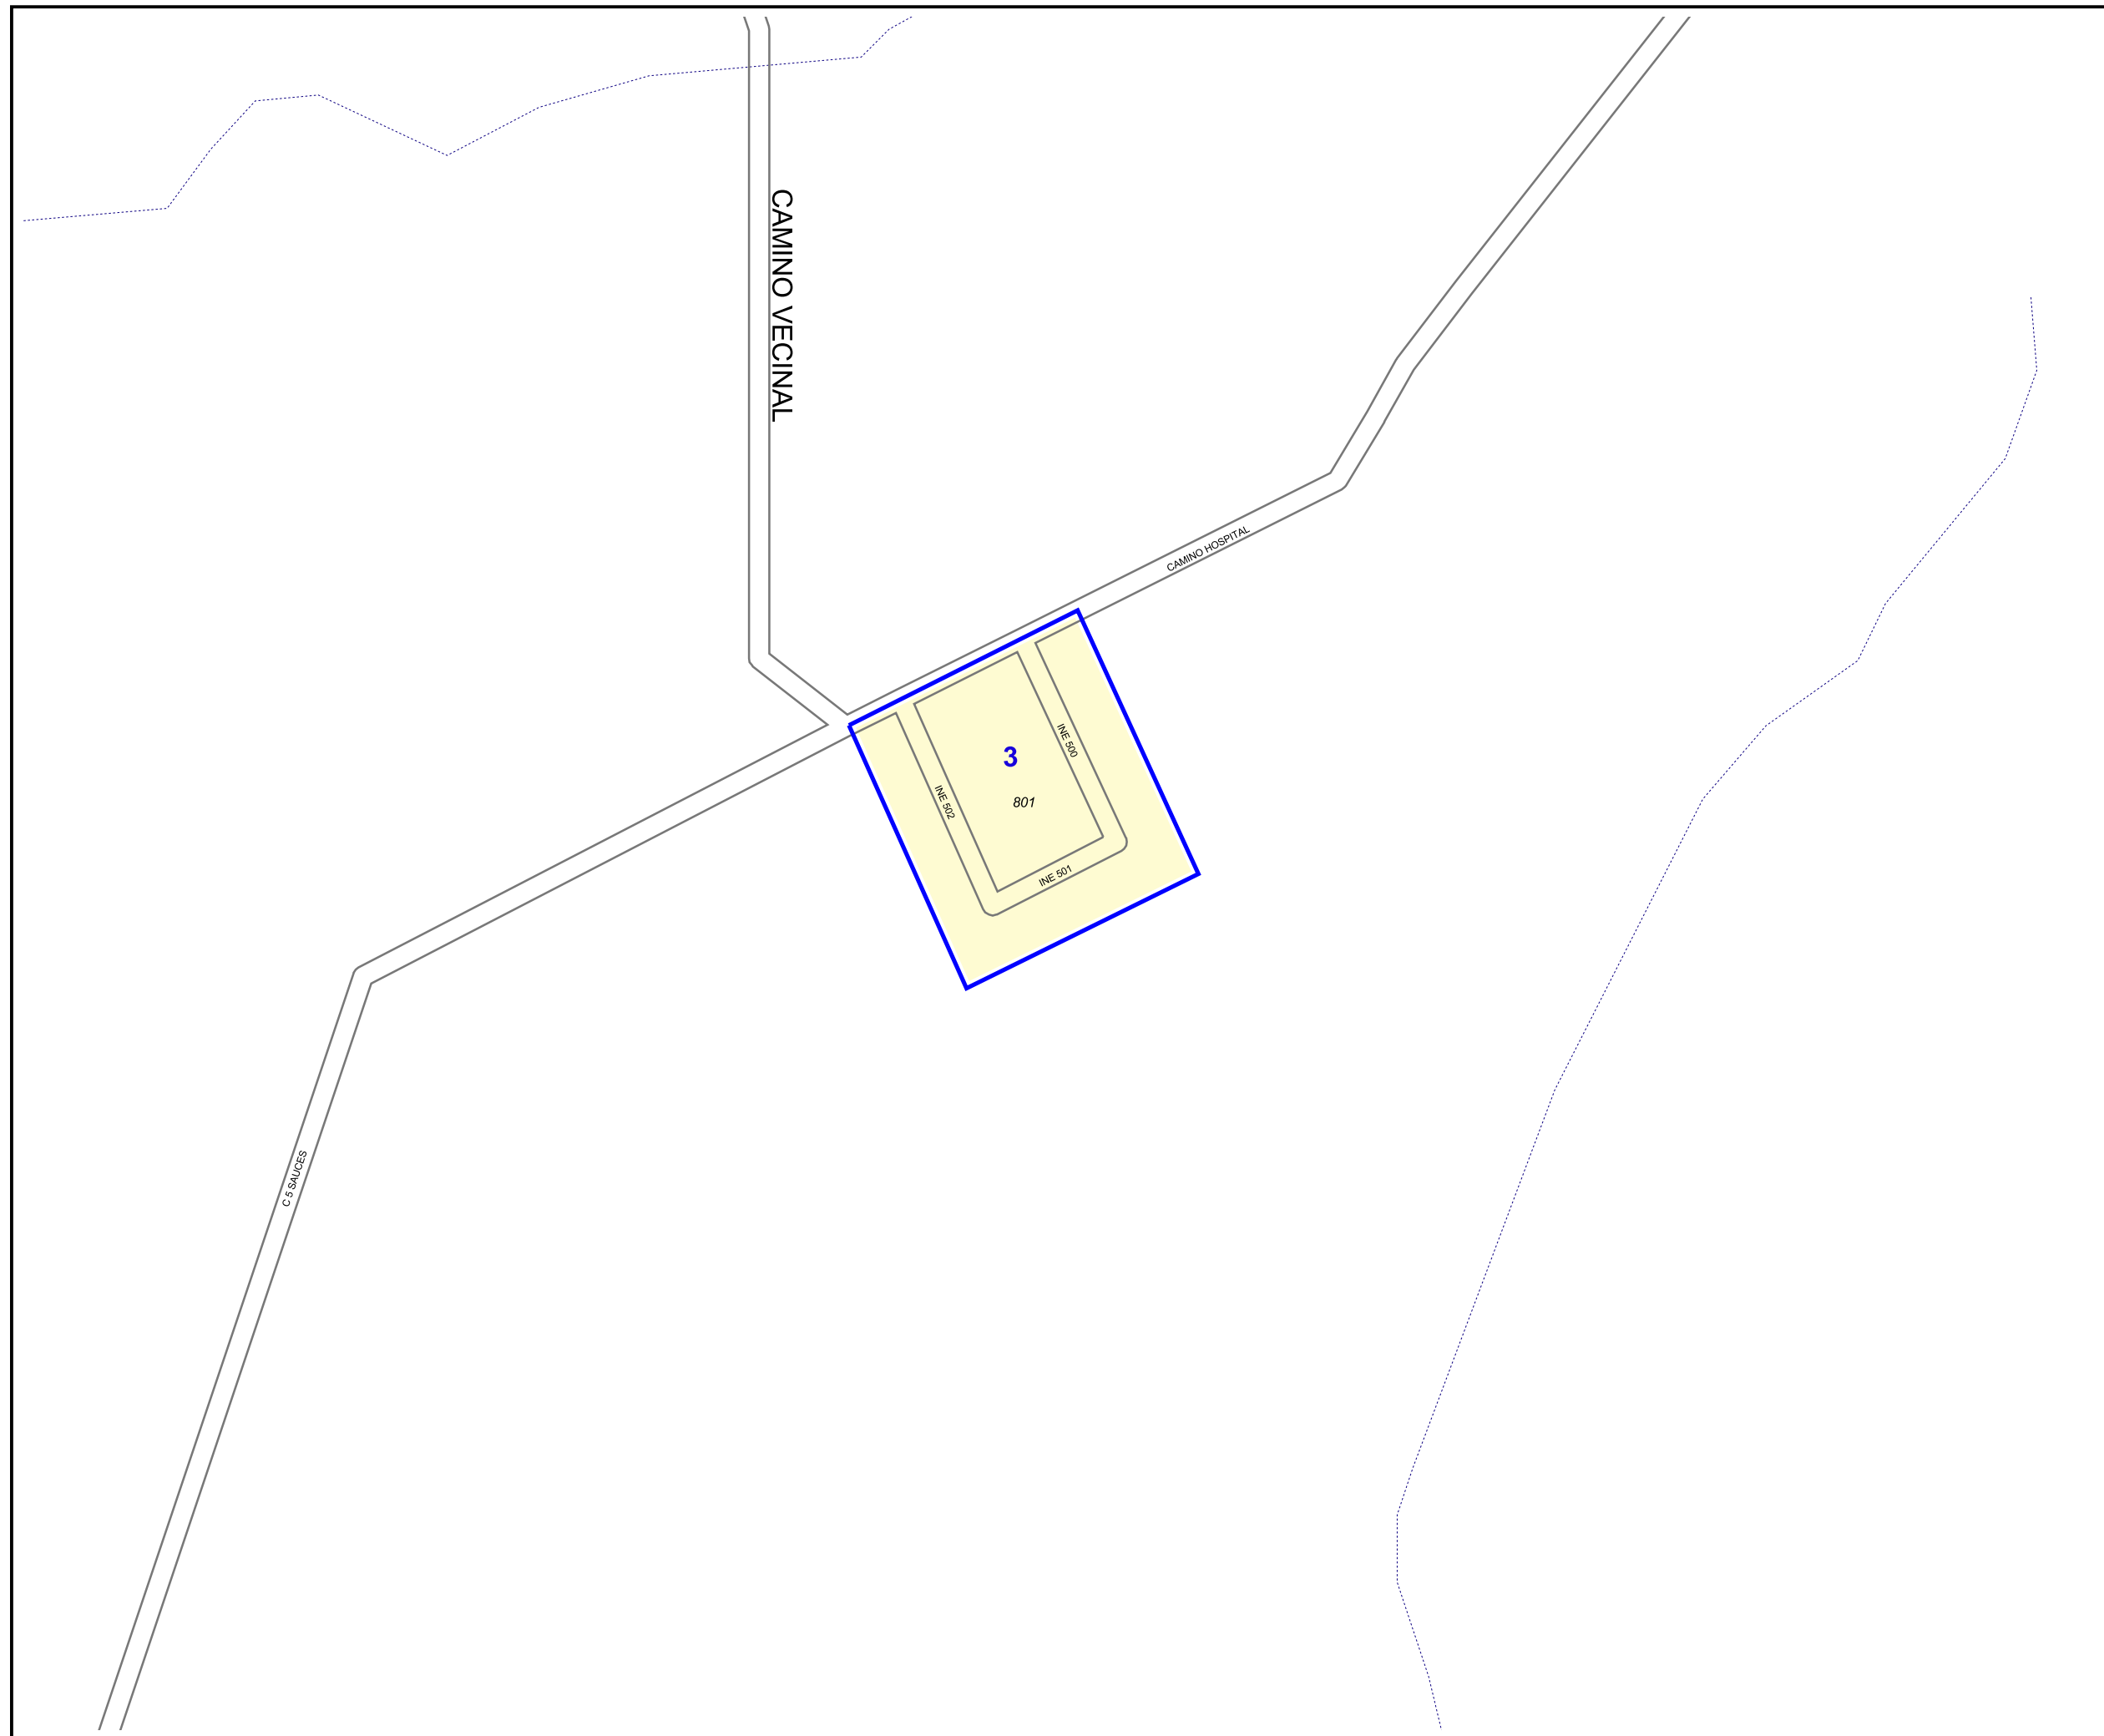 CAMINO VECINAL
CAMINO HOSPITAL
INE 500
3
INE 502
801
INE 501
C 5 SAUCES